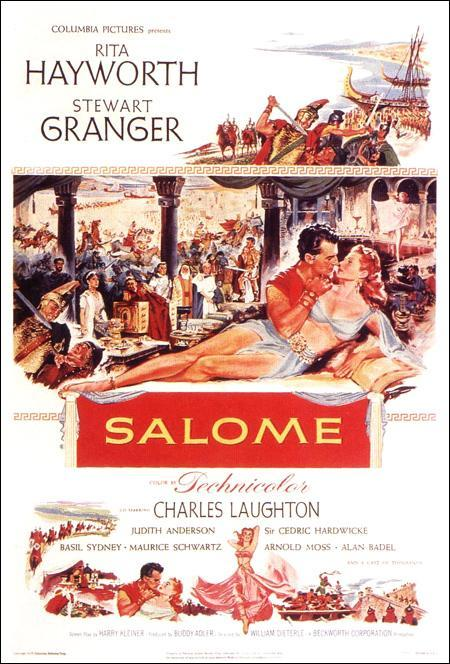 COLUMBIA PICTURES presents
RITA
HAYWORTH
STEWART
GRANGER
SALOME
COLOR BY
Technicolor
co-starring
CHARLES LAUGHTON
JUDITH ANDERSON Sir CEDRIC HARDWICKE
BASIL SYDNEY • MAURICE SCHWARTZ ARNOLD MOSS • ALAN BADEL
AND A CAST OF THOUSANDS
Screen Play by HARRY KLEINER • Produced by BUDDY ADLER • Directed by WILLIAM DIETERLE • A BECKWORTH CORPORATION